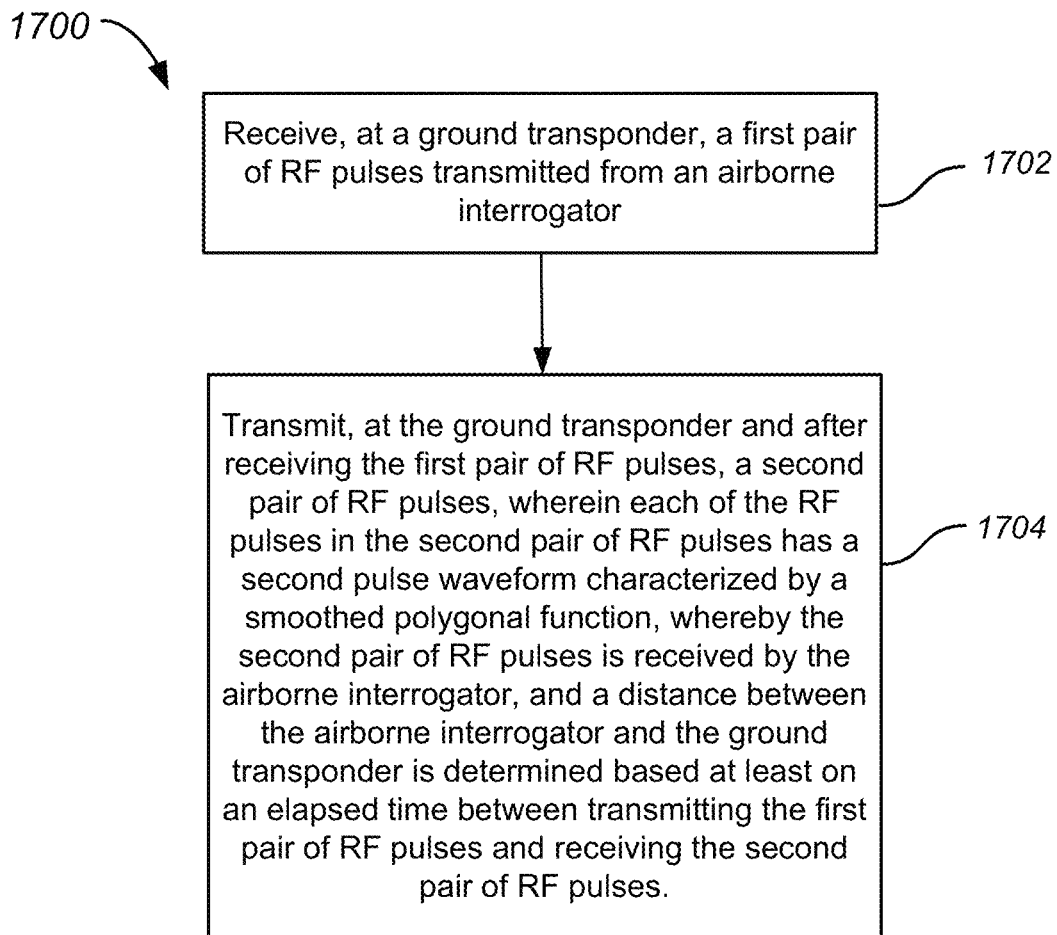 1700
Receive, at a ground transponder, a first pair
of RF pulses transmitted from an airborne
interrogator
1702
Transmit, at the ground transponder and after
receiving the first pair of RF pulses, a second
pair of RF pulses, wherein each of the RF
pulses in the second pair of RF pulses has a
second pulse waveform characterized by a
smoothed polygonal function, whereby the
second pair of RF pulses is received by the
airborne interrogator, and a distance between
the airborne interrogator and the ground
transponder is determined based at least on
an elapsed time between transmitting the first
pair of RF pulses and receiving the second
pair of RF pulses.
1704